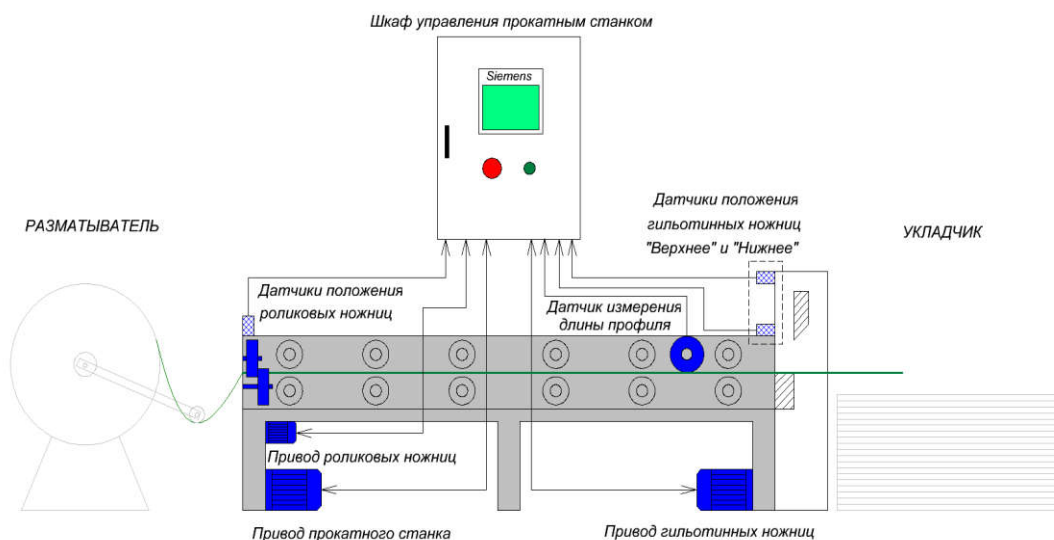 Шкаф управления прокатным станком
Siemens
РАЗМАТЫВАТЕЛЬ
Датчики положения
гильотинных ножниц
"Верхнее" и "Нижнее"
УКЛАДЧИК
Датчики положения
роликовых ножниц
Датчик измерения
длины профиля
Привод роликовых ножниц
Привод прокатного станка
Привод гильотинных ножниц